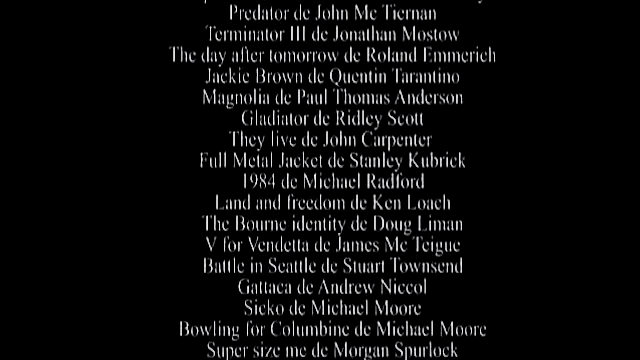 Predator de John Mc Tiernan
Terminator III de Jonathan Mostow
The day after tomorrow de Roland Emmerich
Jackie Brown de Quentin Tarantino
Magnolia de Paul Thomas Anderson
Gladiator de Ridley Scott
They live de John Carpenter
Full Metal Jacket de Stanley Kubrick
1984 de Michael Radford
Land and freedom de Ken Loach
The Bourne identity de Doug Liman
V for Vendetta de James Mc Teigue
Battle in Seattle de Stuart Townsend
Gattaca de Andrew Niccol
Sicko de Michael Moore
Bowling for Columbine de Michael Moore
Super size me de Morgan Spurlock